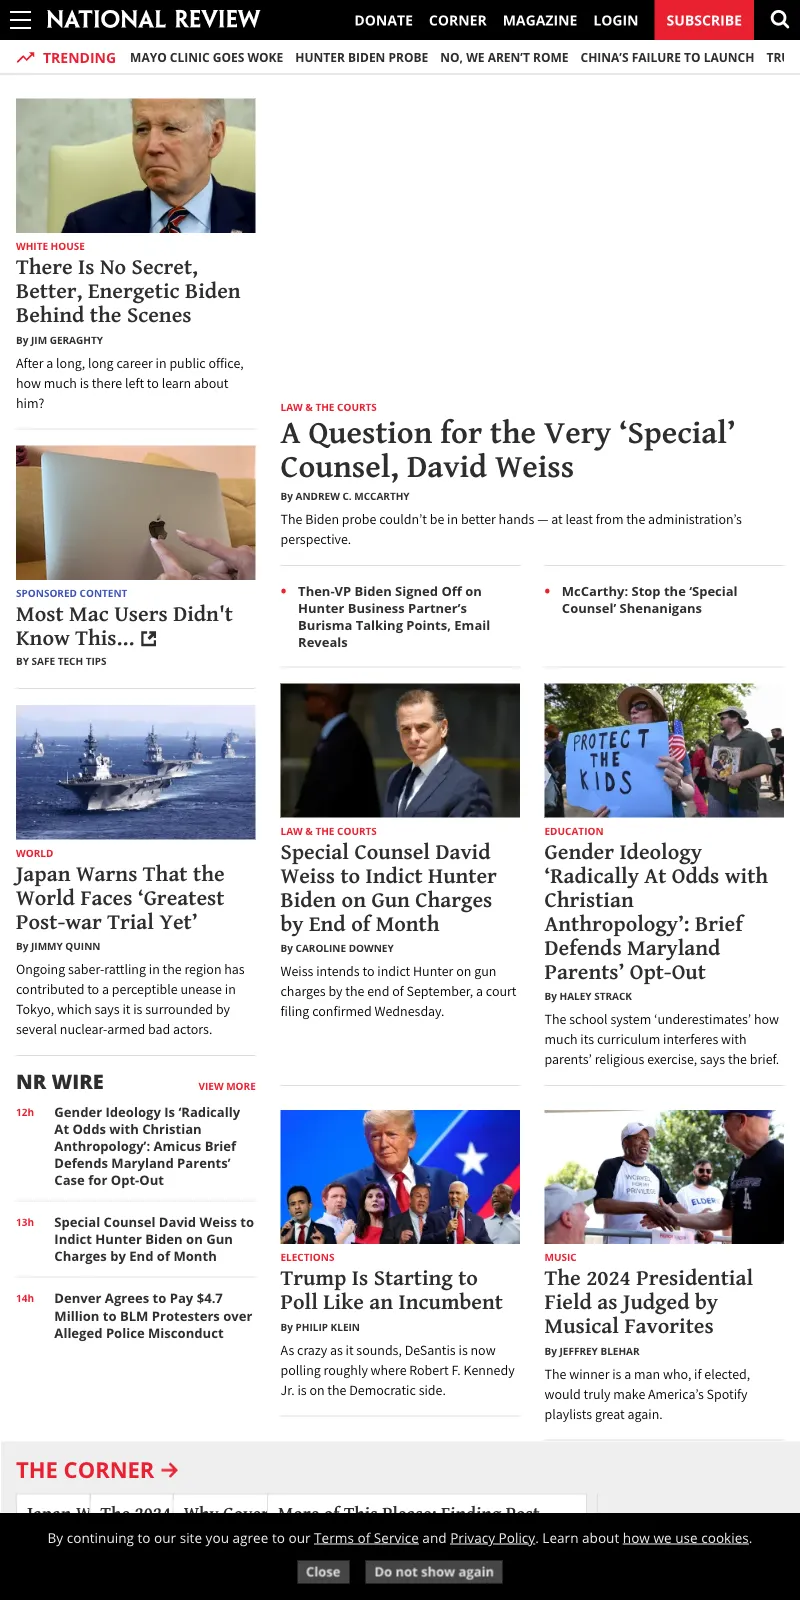 NATIONAL REVIEW
DONATE CORNER MAGAZINE LOGIN SUBSCRIBE
TRENDING MAYO CLINIC GOES WOKE HUNTER BIDEN PROBE NO, WE AREN'T ROME CHINA'S FAILURE TO LAUNCH
WHITE HOUSE
There Is No Secret,
Better, Energetic Biden
Behind the Scenes
By JIM GERAGHTY
After a long, long career in public office,
how much is there left to learn about
him?
SPONSORED CONTENT
Most Mac Users Didn't
Know This...
BY SAFE TECH TIPS
WORLD
Japan Warns That the
World Faces ‘Greatest
Post-war Trial Yet’
By JIMMY QUINN
Ongoing saber-rattling in the region has
contributed to a perceptible unease in
Tokyo, which says it is surrounded by
several nuclear-armed bad actors.
NR WIRE
VIEW MORE
12h
Gender Ideology Is ‘Radically
At Odds with Christian
Anthropology’: Amicus Brief
Defends Maryland Parents’
Case for Opt-Out
13h
Special Counsel David Weiss to
Indict Hunter Biden on Gun
Charges by End of Month
14h
Denver Agrees to Pay $4.7
Million to BLM Protesters over
Alleged Police Misconduct
LAW & THE COURTS
A Question for the Very ‘Special’
Counsel, David Weiss
By ANDREW C. MCCARTHY
The Biden probe couldn’t be in better hands — at least from the administration’s
perspective.
Then-VP Biden Signed Off on
Hunter Business Partner’s
Burisma Talking Points, Email
Reveals
McCarthy: Stop the ‘Special
Counsel’ Shenanigans
LAW & THE COURTS
Special Counsel David
Weiss to Indict Hunter
Biden on Gun Charges
by End of Month
By CAROLINE DOWNEY
Weiss intends to indict Hunter on gun
charges by the end of September, a court
filing confirmed Wednesday.
PROTECT
THE
KIDS
EDUCATION
Gender Ideology
‘Radically At Odds with
Christian
Anthropology’: Brief
Defends Maryland
Parents’ Opt-Out
By HALEY STRACK
The school system ‘underestimates’ how
much its curriculum interferes with
parents’ religious exercise, says the brief.
ELECTIONS
Trump Is Starting to
Poll Like an Incumbent
By PHILIP KLEIN
As crazy as it sounds, DeSantis is now
polling roughly where Robert F. Kennedy
Jr. is on the Democratic side.
WORKED
FOR MY
PRIVILEGE
ELDER
MUSIC
The 2024 Presidential
Field as Judged by
Musical Favorites
By JEFFREY BLEHAR
The winner is a man who, if elected,
would truly make America’s Spotify
playlists great again.
THE CORNER →
Japan The 2024 Why More of This Please: Finding Post
By continuing to our site you agree to our Terms of Service and Privacy Policy. Learn about how we use cookies.
Close
Do not show again